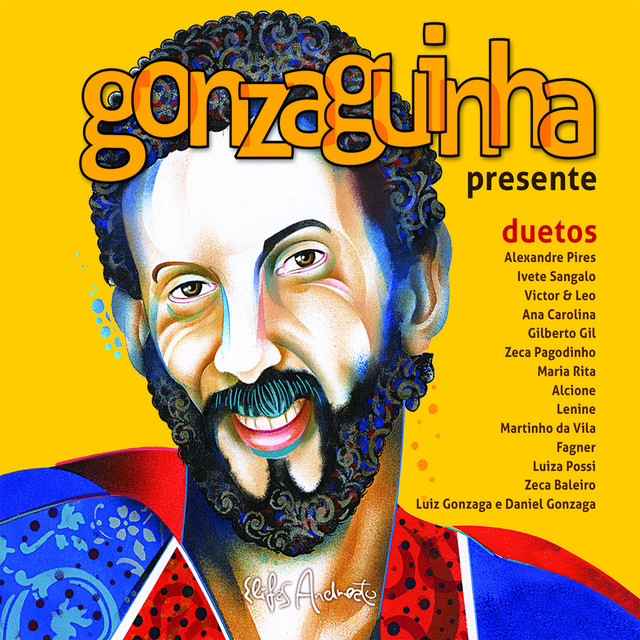 gonzaguinha
presente
duetos
Alexandre Pires
Ivete Sangalo
Victor & Leo
Ana Carolina
Gilberto Gil
Zeca Pagodinho
Maria Rita
Alcione
Lenine
Martinho da Vila
Fagner
Luiza Possi
Zeca Baleiro
Luiz Gonzaga e Daniel Gonzaga
Elifas Andreato